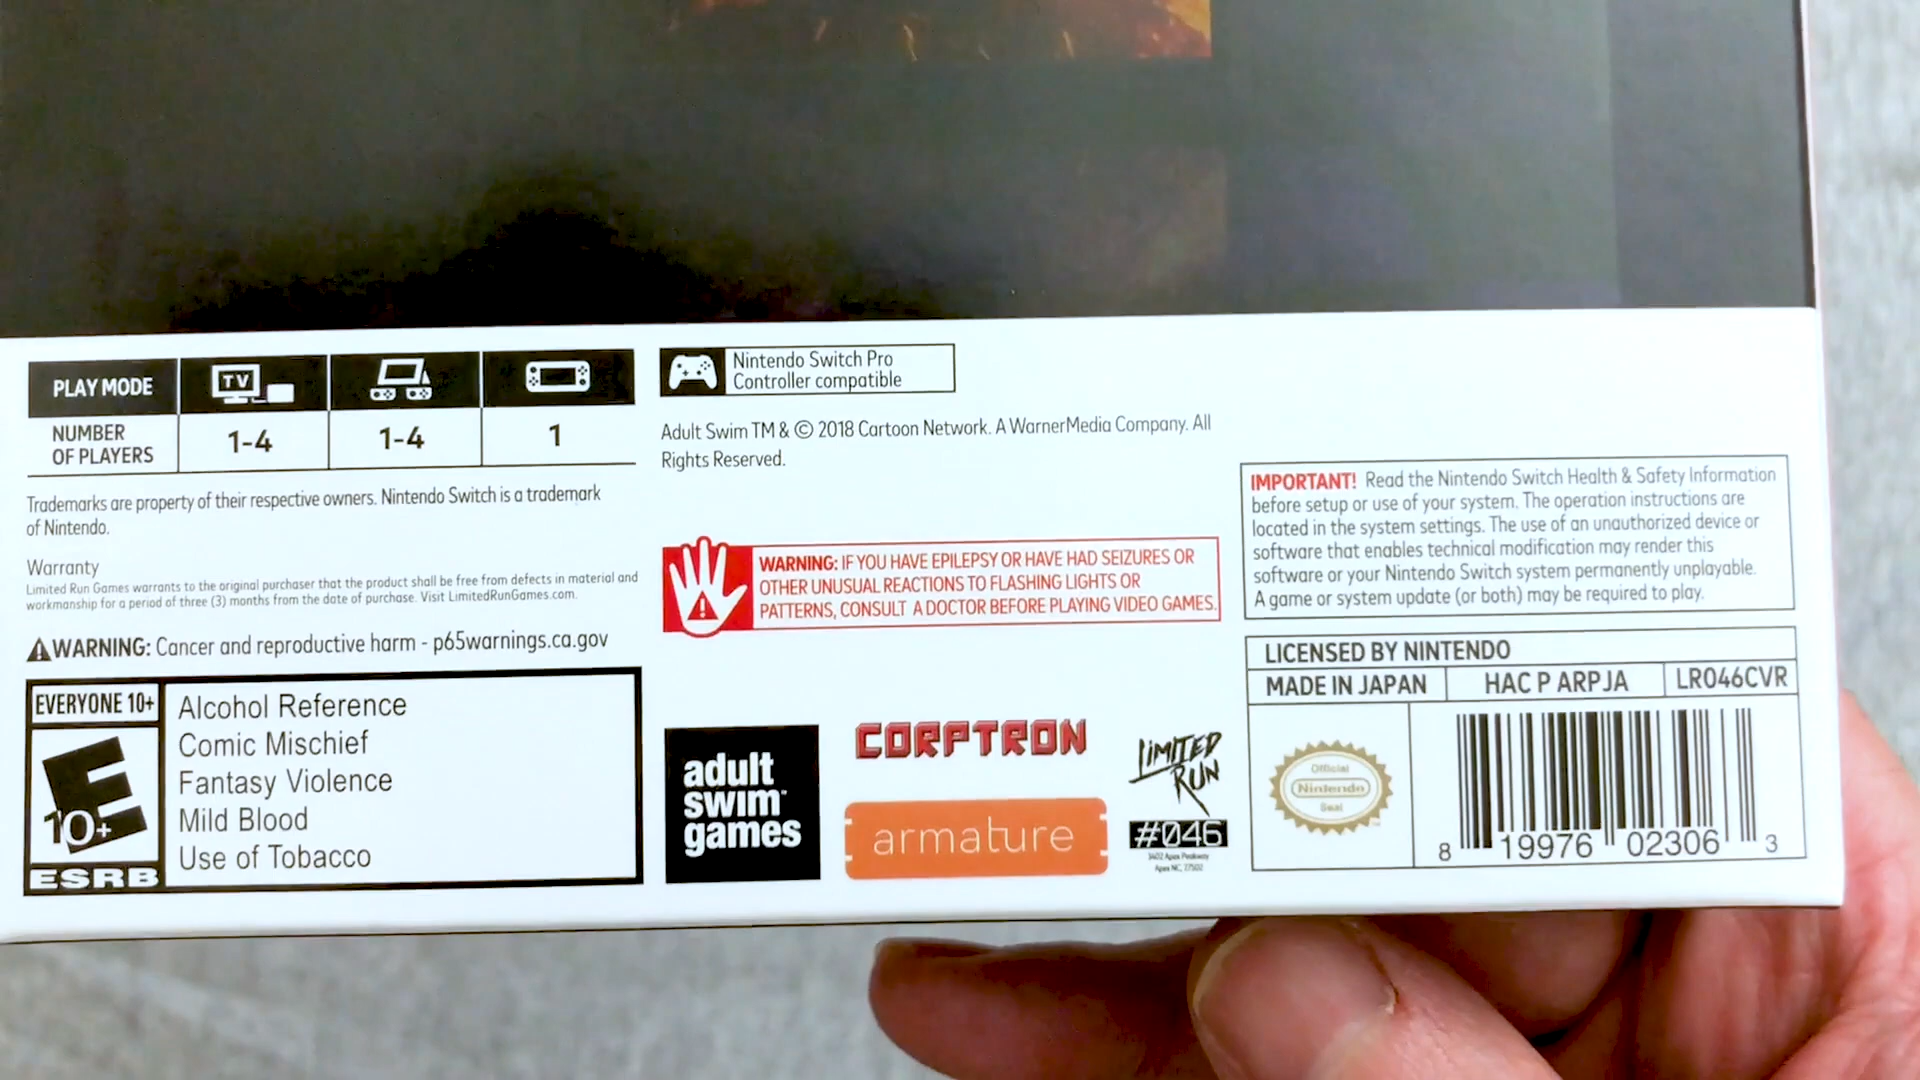 PLAY MODE
TV
NUMBER
OF PLAYERS
1-4
1-4
1
Trademarks are property of their respective owners. Nintendo Switch is a trademark
of Nintendo.
Warranty
Limited Run Games warrants to the original purchaser that the product shall be free from defects in material and
workmanship for a period of three (3) months from the date of purchase. Visit LimitedRunGames.com.
WARNING: Cancer and reproductive harm - p65warnings.ca.gov
EVERYONE 10+
E
10+
ESRB
Alcohol Reference
Comic Mischief
Fantasy Violence
Mild Blood
Use of Tobacco
Nintendo Switch Pro
Controller compatible
Adult Swim TM & © 2018 Cartoon Network. A WarnerMedia Company. All
Rights Reserved.
WARNING: IF YOU HAVE EPILEPSY OR HAVE HAD SEIZURES OR
OTHER UNUSUAL REACTIONS TO FLASHING LIGHTS OR
PATTERNS, CONSULT A DOCTOR BEFORE PLAYING VIDEO GAMES.
adult
swim
games
CORPTRON
armature
LIMITED
RUN
#046
3402 Apex Peakway
Apex NC, 27502
IMPORTANT! Read the Nintendo Switch Health & Safety Information
before setup or use of your system. The operation instructions are
located in the system settings. The use of an unauthorized device or
software that enables technical modification may render this
software or your Nintendo Switch system permanently unplayable.
A game or system update (or both) may be required to play.
LICENSED BY NINTENDO
MADE IN JAPAN
HAC P ARPJA
LR046CVR
Official
Nintendo
Seal
8 19976 02306 3